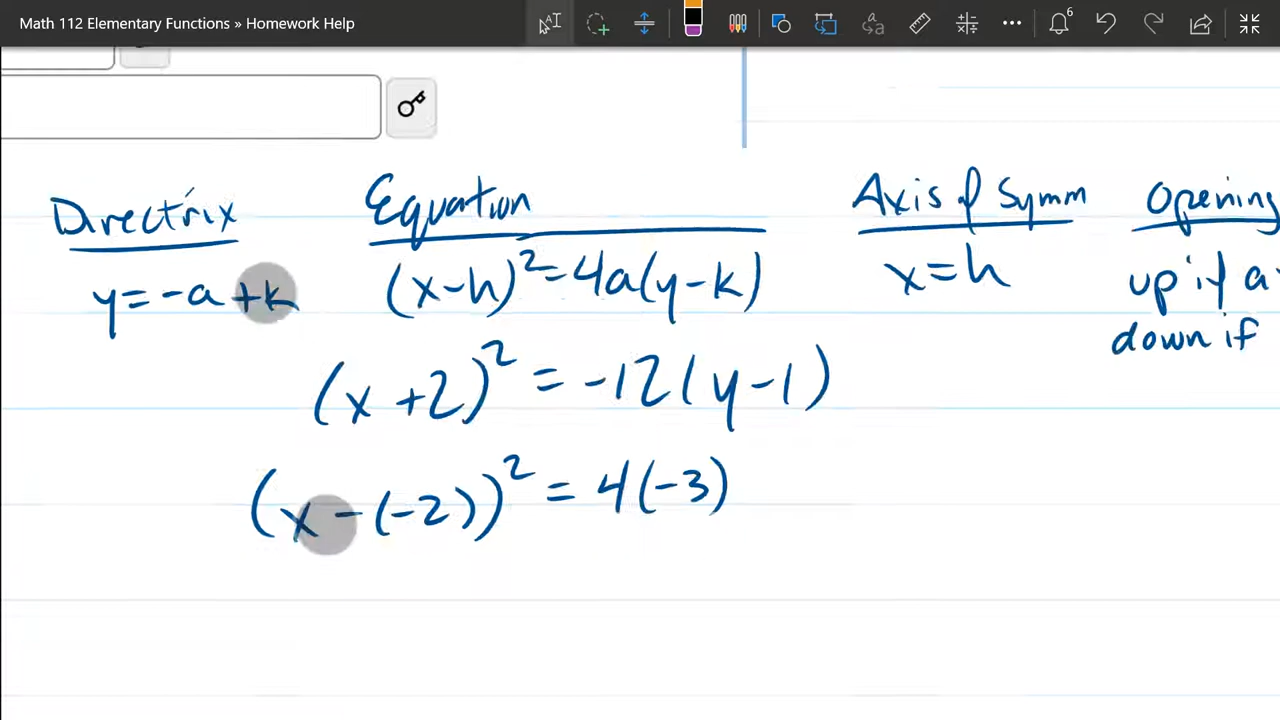 Math 112 Elementary Functions » Homework Help
6
Directrix Equation Axis of Symm Opening
y=-a+k (x-h)²=4a(y-k) x=h up if a
down if
(x+2)² = -12(y-1)
(x-(-2))² = 4(-3)